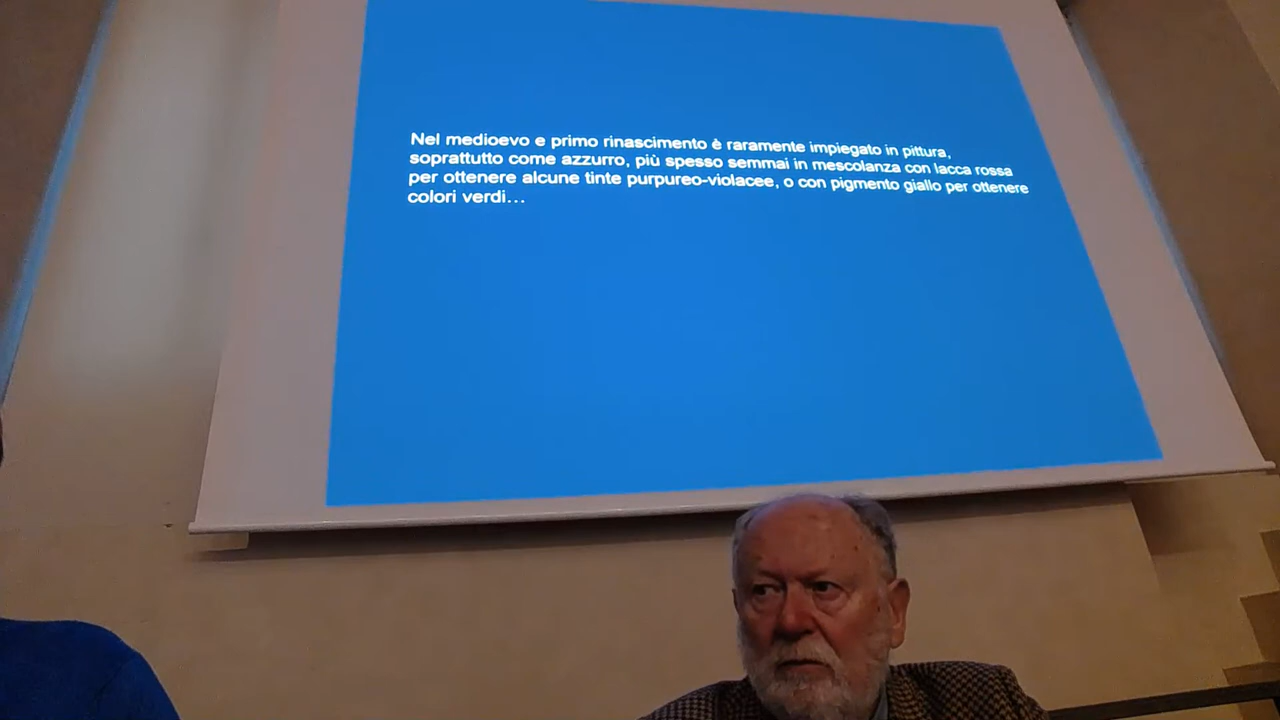 Nel medioevo e primo rinascimento è raramente impiegato in pittura,
soprattutto come azzurro, più spesso semmai in mescolanza con lacca rossa
per ottenere alcune tinte purpureo-violacee, o con pigmento giallo per ottenere
colori verdi…